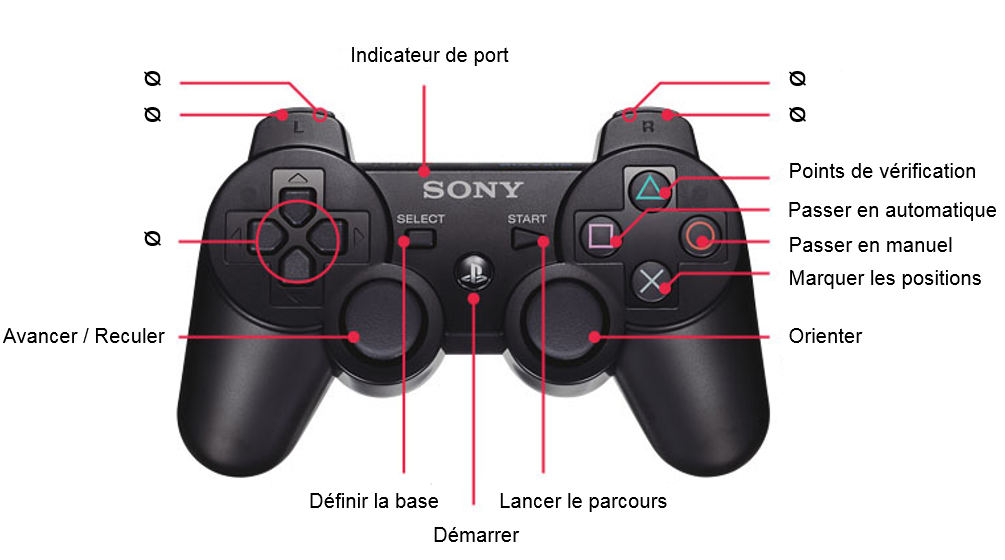 Indicateur de port
Ø
Ø
Ø
Ø
L
R
Points de vérification
SONY
SELECT
START
Passer en automatique
Ø
Passer en manuel
Marquer les positions
Avancer / Reculer
Orienter
Définir la base
Lancer le parcours
Démarrer